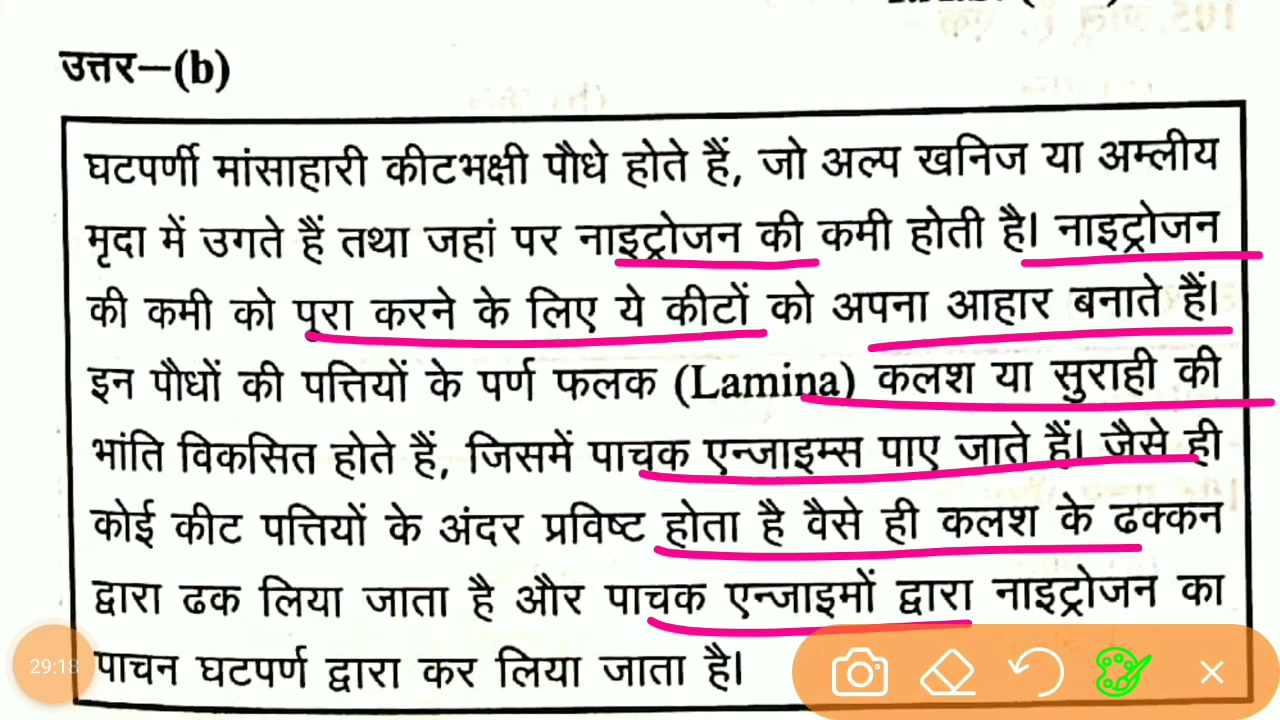 उत्तर–(b)
घटपर्णी मांसाहारी कीटभक्षी पौधे होते हैं, जो अल्प खनिज या अम्लीय
मृदा में उगते हैं तथा जहां पर नाइट्रोजन की कमी होती है। नाइट्रोजन
की कमी को पूरा करने के लिए ये कीटों को अपना आहार बनाते हैं।
इन पौधों की पत्तियों के पर्ण फलक (Lamina) कलश या सुराही की
भांति विकसित होते हैं, जिसमें पाचक एन्जाइम्स पाए जाते हैं। जैसे ही
कोई कीट पत्तियों के अंदर प्रविष्ट होता है वैसे ही कलश के ढक्कन
द्वारा ढक लिया जाता है और पाचक एन्जाइमों द्वारा नाइट्रोजन का
पाचन घटपर्ण द्वारा कर लिया जाता है।
29:18